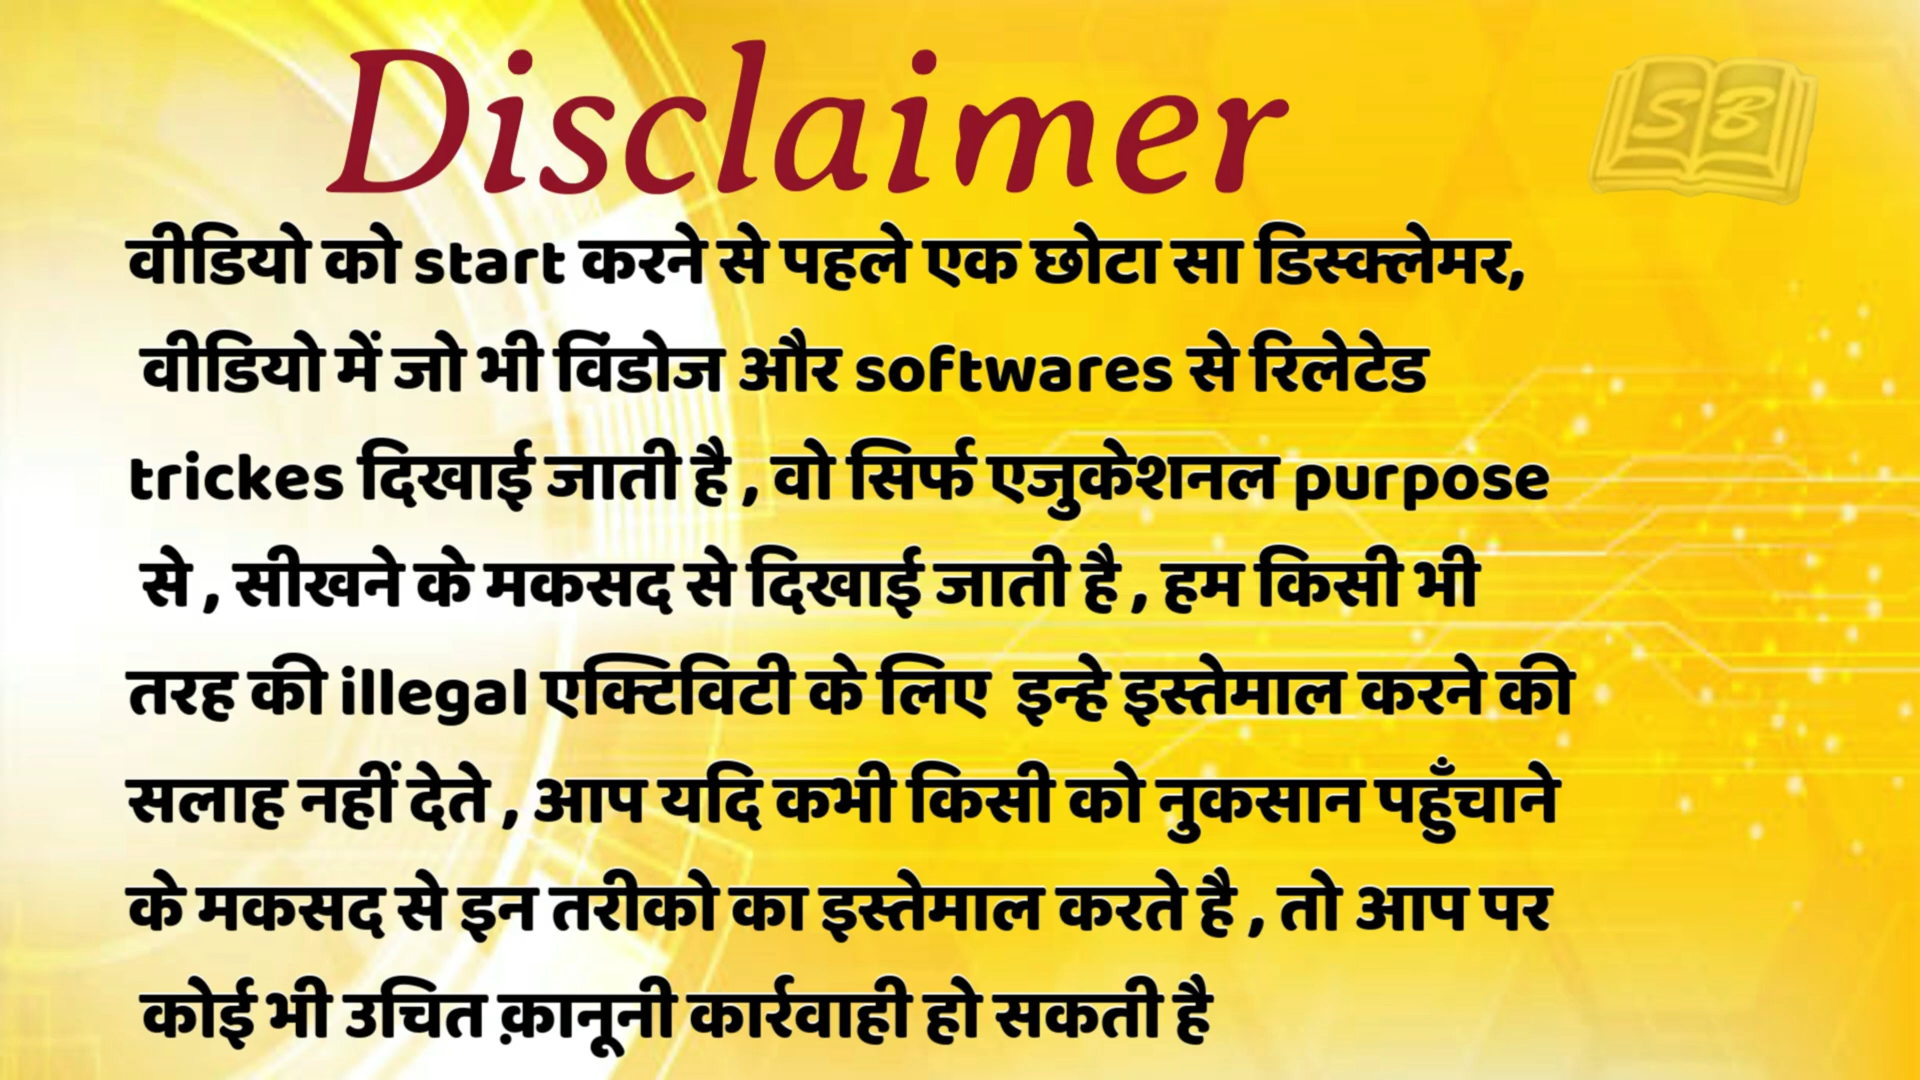 Disclaimer
SB
वीडियो को start करने से पहले एक छोटा सा डिस्क्लेमर,
वीडियो में जो भी विंडोज और softwares से रिलेटेड
trickes दिखाई जाती है , वो सिर्फ एजुकेशनल purpose
से , सीखने के मकसद से दिखाई जाती है , हम किसी भी
तरह की illegal एक्टिविटी के लिए इन्हे इस्तेमाल करने की
सलाह नहीं देते , आप यदि कभी किसी को नुकसान पहुँचाने
के मकसद से इन तरीको का इस्तेमाल करते है , तो आप पर
कोई भी उचित क़ानूनी कार्रवाही हो सकती है